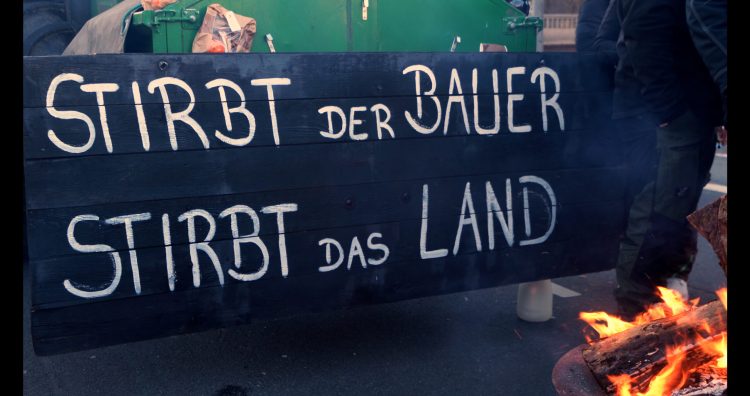 STIRBT DER BAUER
STIRBT DAS LAND